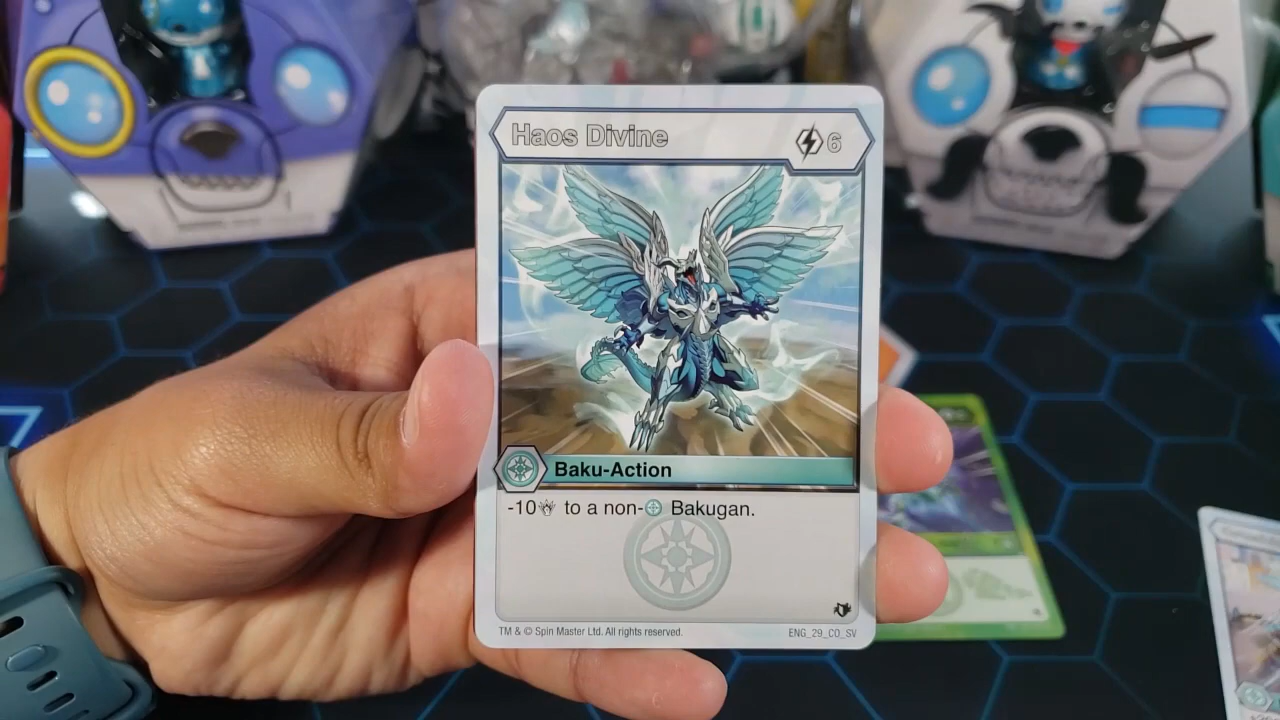 Haos Divine 6
Baku-Action
-10 to a non- Bakugan.
TM & © Spin Master Ltd. All rights reserved. ENG_29_CO_SV